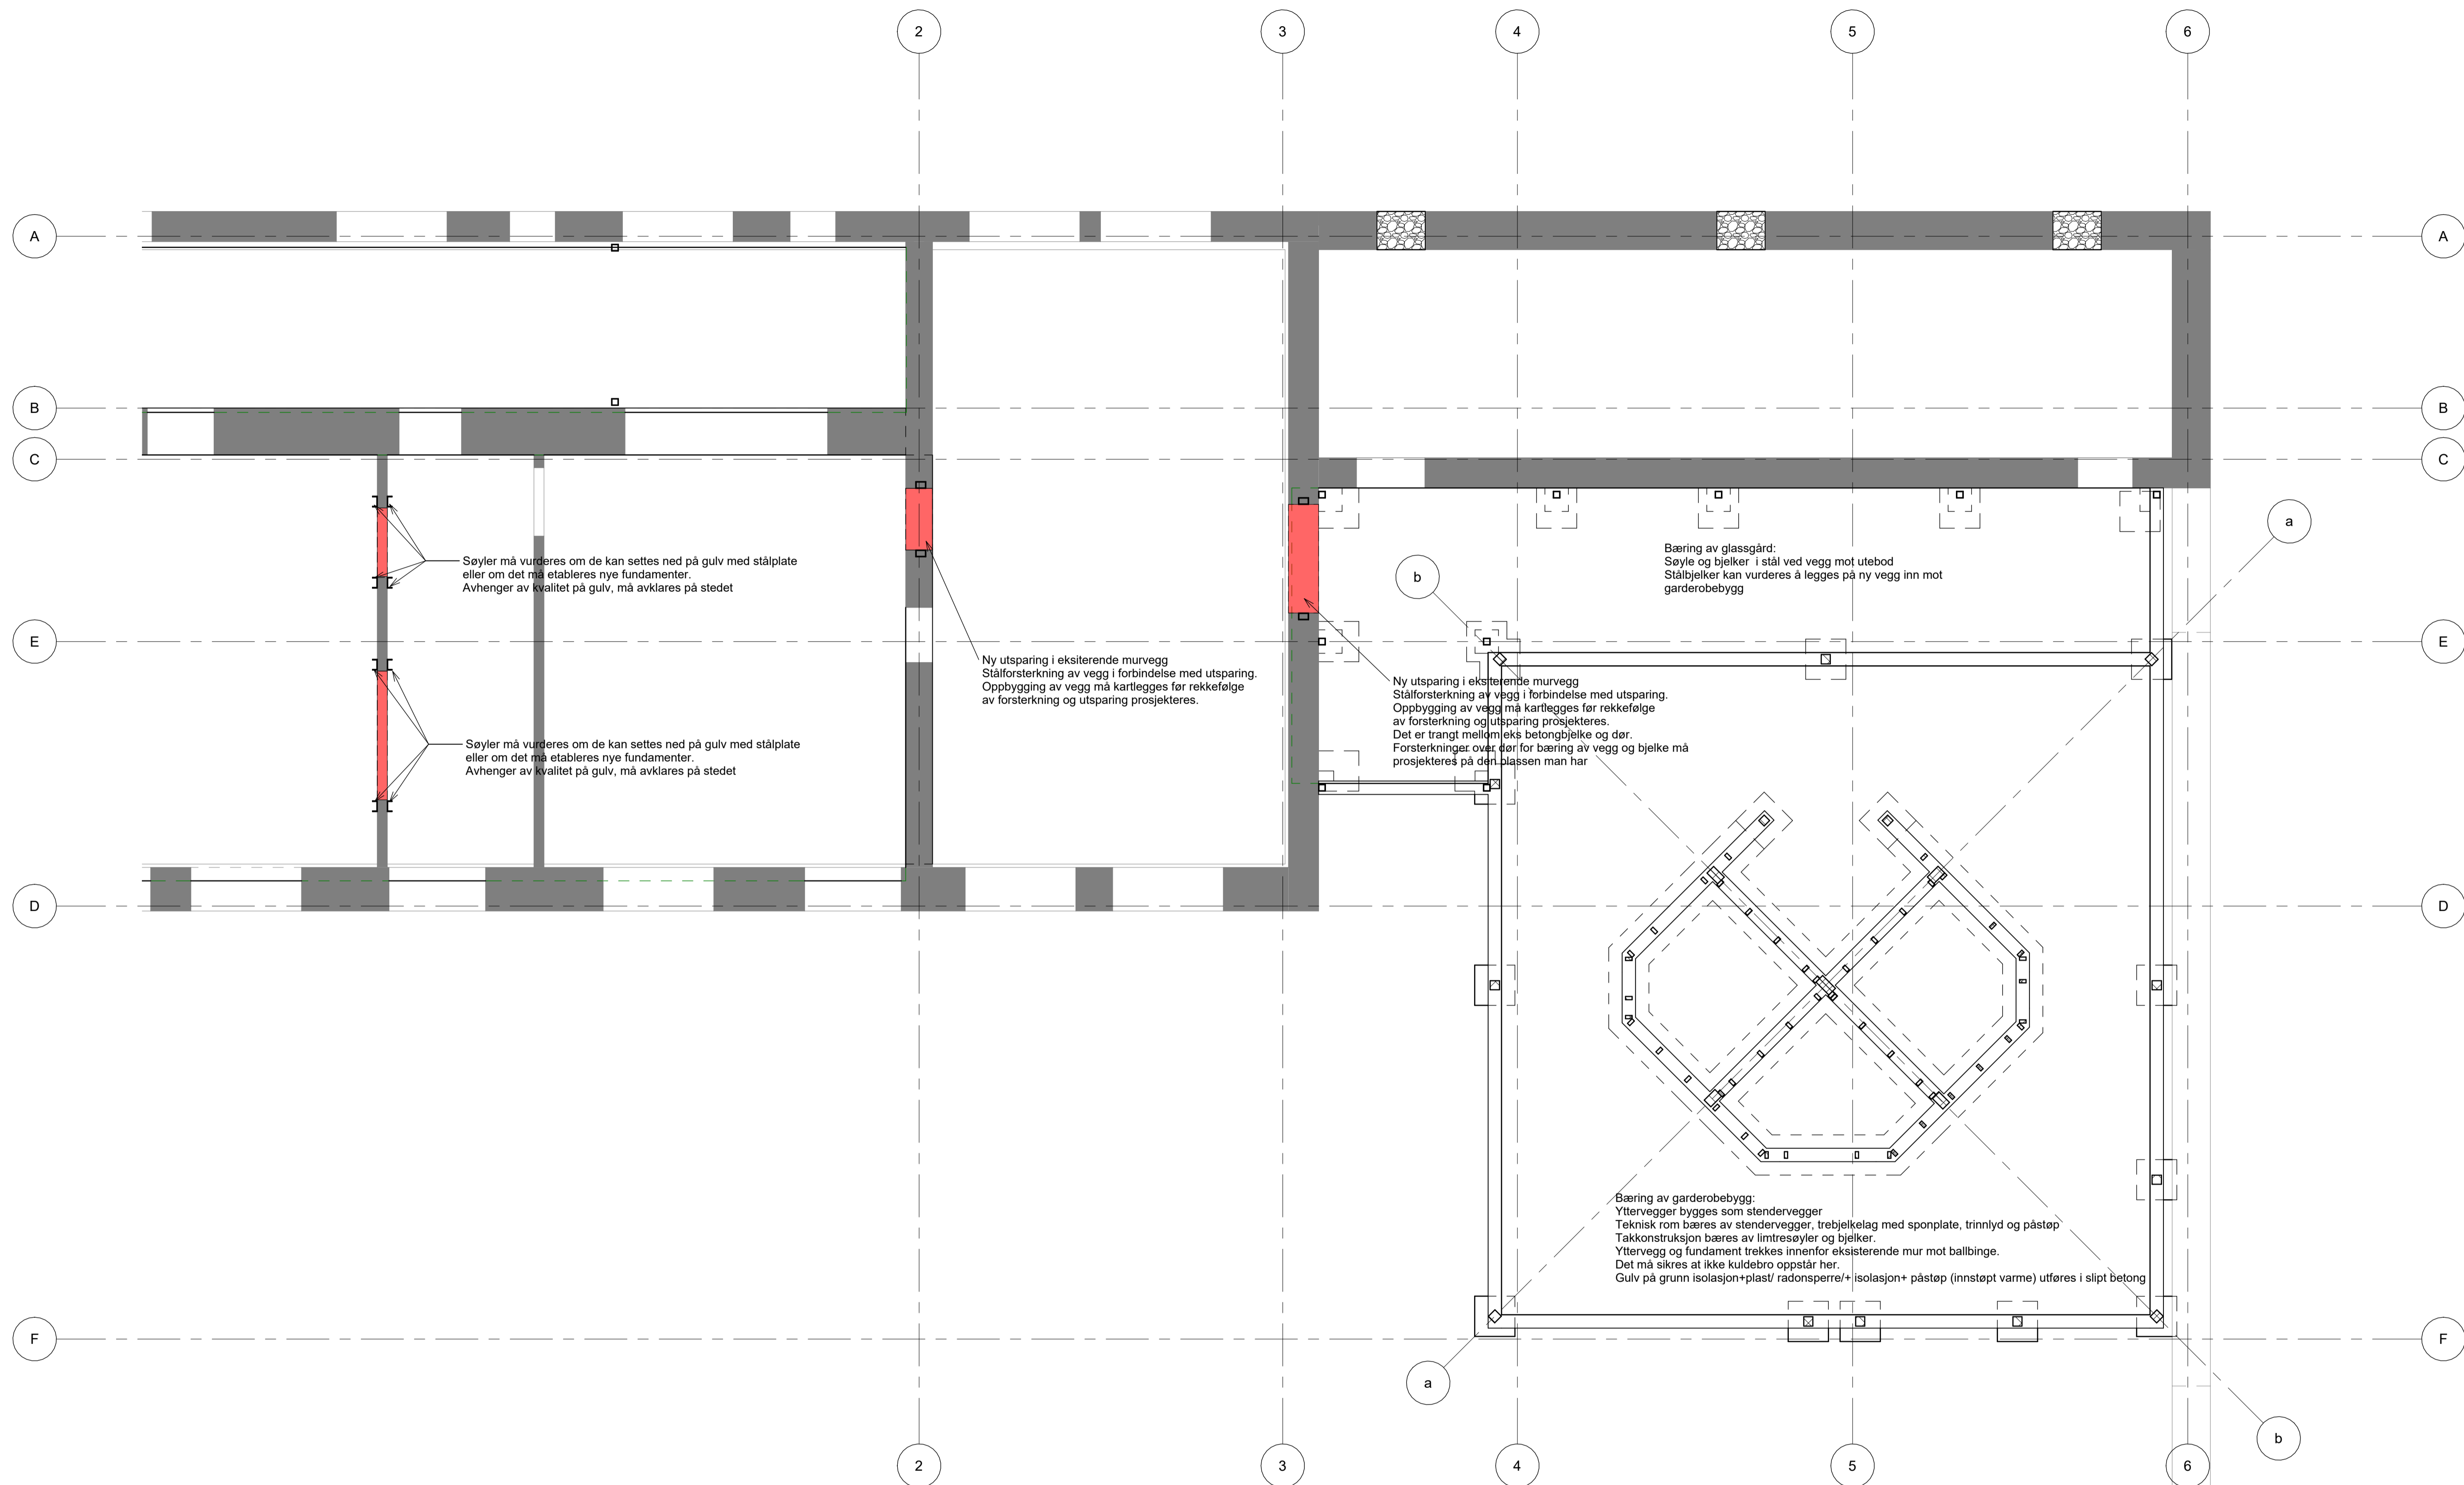 2
3
4
5
6
A
A
B
B
C
C
a
Bæring av glassgård:
Søyle og bjelker  i stål ved vegg mot utebod
Stålbjelker kan vurderes å legges på ny vegg inn mot
garderobebygg
b
Søyler må vurderes om de kan settes ned på gulv med stålplate
eller om det må etableres nye fundamenter.
Avhenger av kvalitet på gulv, må avklares på stedet
E
E
Ny utsparing i eksiterende murvegg
Stålforsterkning av vegg i forbindelse med utsparing.
Oppbygging av vegg må kartlegges før rekkefølge
av forsterkning og utsparing prosjekteres.
Ny utsparing i eksiterende murvegg
Stålforsterkning av vegg i forbindelse med utsparing.
Oppbygging av vegg må kartlegges før rekkefølge
av forsterkning og utsparing prosjekteres.
Det er trangt mellom eks betongbjelke og dør.
Forsterkninger over dør for bæring av vegg og bjelke må
prosjekteres på den plassen man har
Søyler må vurderes om de kan settes ned på gulv med stålplate
eller om det må etableres nye fundamenter.
Avhenger av kvalitet på gulv, må avklares på stedet
D
D
Bæring av garderobebygg:
Yttervegger bygges som stendervegger
Teknisk rom bæres av stendervegger, trebjelkelag med sponplate, trinnlyd og påstøp
Takkonstruksjon bæres av limtresøyler og bjelker.
Yttervegg og fundament trekkes innenfor eksisterende mur mot ballbinge.
Det må sikres at ikke kuldebro oppstår her.
Gulv på grunn isolasjon+plast/ radonsperre/+ isolasjon+ påstøp (innstøpt varme) utføres i slipt betong
F
F
a
b
2
3
4
5
6